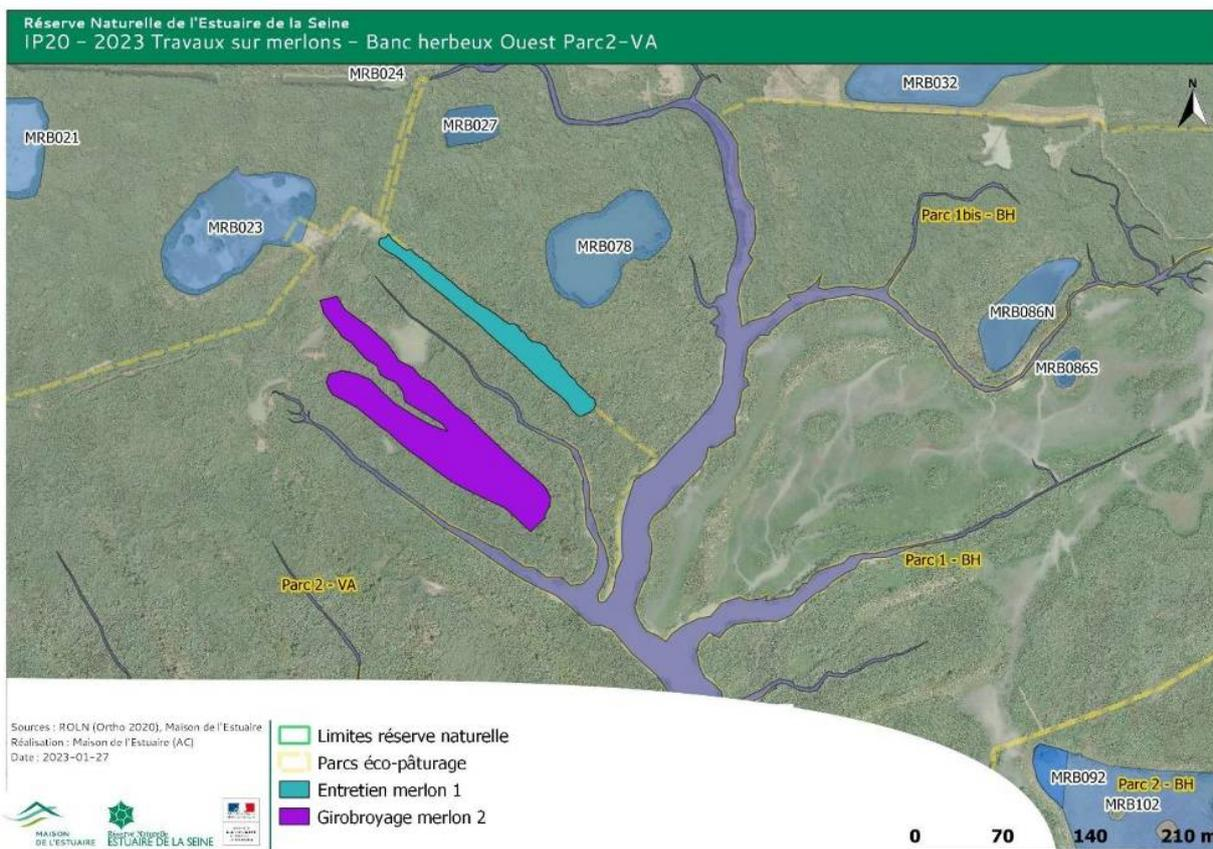 Réserve Naturelle de l'Estuaire de la Seine
IP20 - 2023 Travaux sur merlons - Banc herbeux Ouest Parc2-VA
MRB024
MRB032
N
MRB027
MRB021
MRB023
Parc 1bis - BH
MRB078
MRB086N
MRB086S
Parc 1 - BH
Parc 2 - VA
Sources : ROLN (Ortho 2020), Maison de l'Estuaire
Réalisation : Maison de l'Estuaire (AC)
Date : 2023-01-27
Limites réserve naturelle
Parcs éco-pâturage
Entretien merlon 1
Girobroyage merlon 2
MRB092
Parc 2 - BH
MRB102
MAISON
DE L'ESTUAIRE
Réserve Naturelle
ESTUAIRE DE LA SEINE
0 70 140 210 m